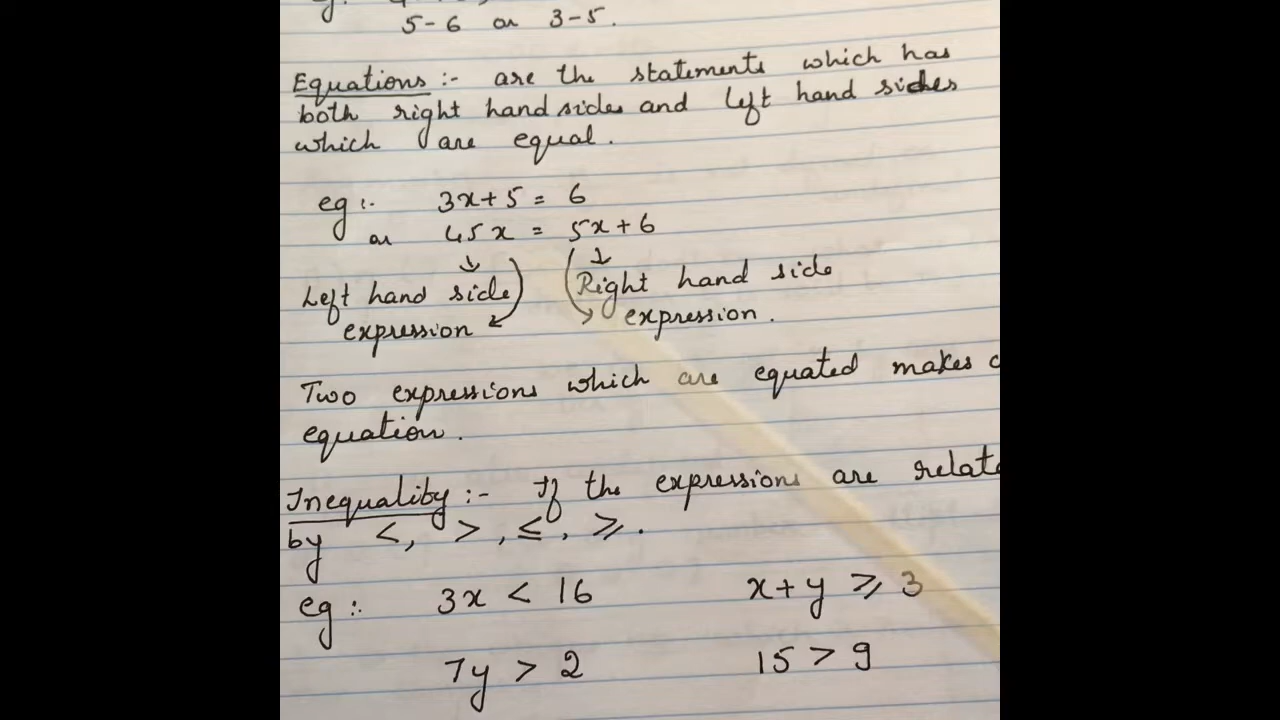 5-6 or 3-5.
Equations :- are the statements which has
both right hand sides and left hand sides
which are equal.
eg :. 3x+5 = 6
or 45x = 5x+6
Left hand side Right hand side
expression expression.
Two expressions which are equated makes
equation.
Inequality :- If the expressions are relate
by <, >, ≤, ⩾.
eg :. 3x < 16 x+y ⩾ 3
7y > 2 15 > 9